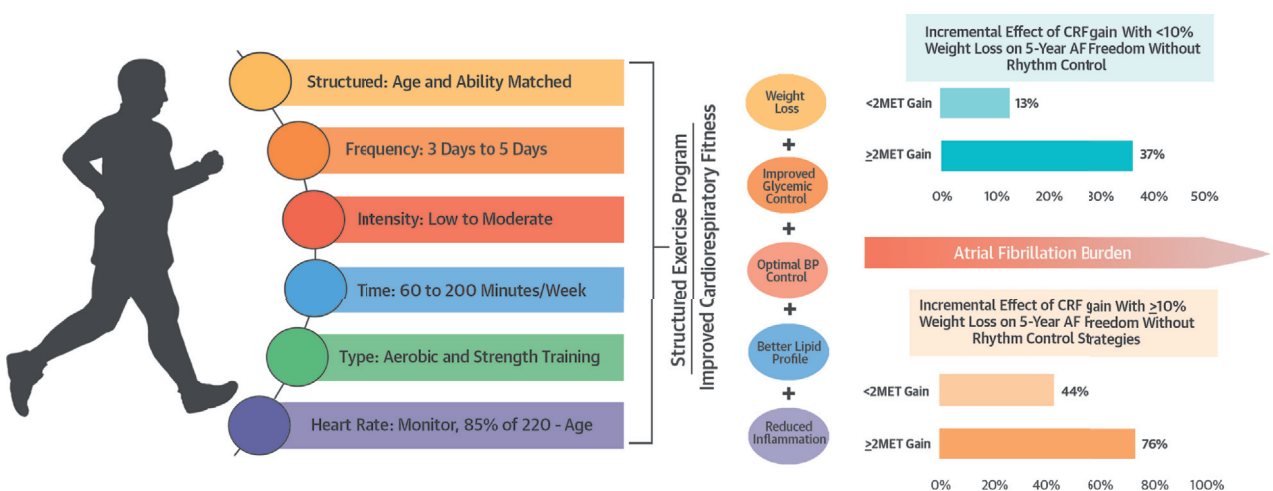 Structured: Age and Ability Matched
Frequency: 3 Days to 5 Days
Intensity: Low to Moderate
Time: 60 to 200 Minutes/Week
Type: Aerobic and Strength Training
Heart Rate: Monitor, 85% of 220 - Age
Structured Exercise Program
Improved Cardiorespiratory Fitness
Weight
Loss
+
Improved
Glycemic
Control
+
Optimal BP
Control
+
Better Lipid
Profile
+
Reduced
Inflammation
Incremental Effect of CRF gain With <10%
Weight Loss on 5-Year AF Freedom Without
Rhythm Control
<2MET Gain 13%
≥2MET Gain 37%
0% 10% 20% 30% 40% 50%
Atrial Fibrillation Burden
Incremental Effect of CRF gain With ≥10%
Weight Loss on 5-Year AF Freedom Without
Rhythm Control Strategies
<2MET Gain 44%
≥2MET Gain 76%
0% 20% 40% 60% 80% 100%